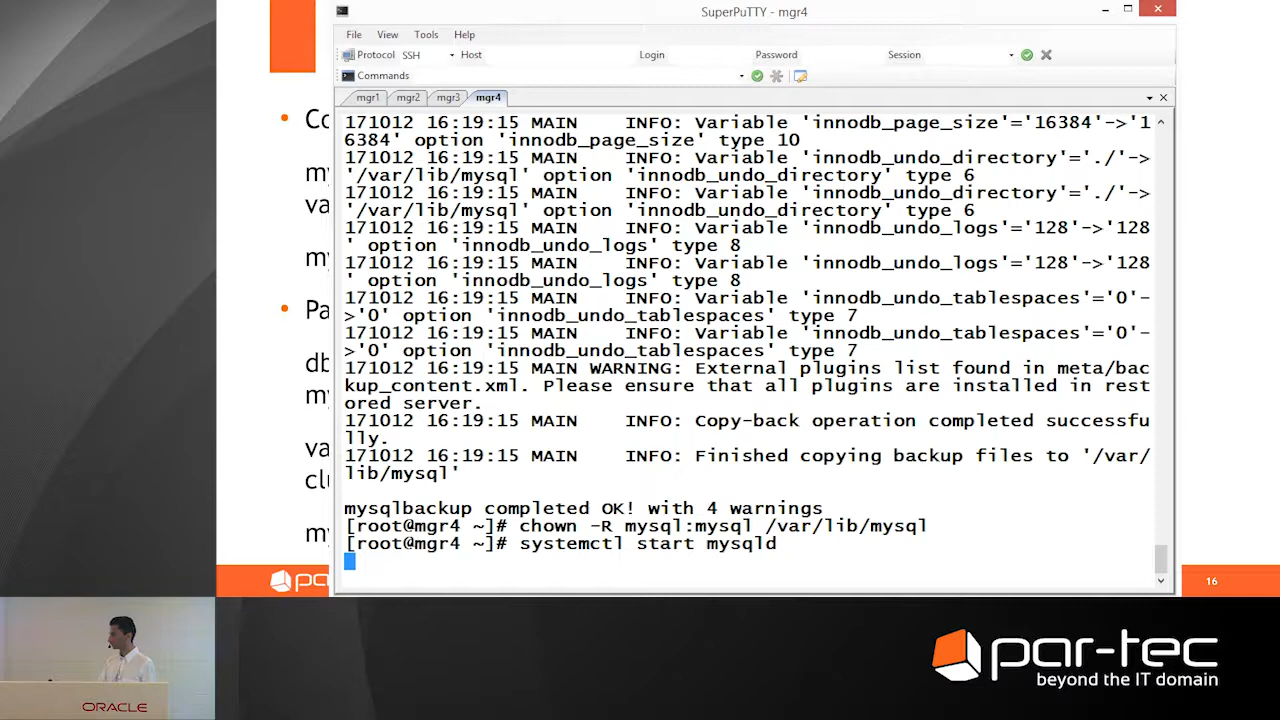 SuperPuTTY - mgr4
File View Tools Help
Protocol SSH Host Login Password Session
Commands
mgr1 mgr2 mgr3 mgr4
171012 16:19:15 MAIN    INFO: Variable 'innodb_page_size'='16384'->'1
6384' option 'innodb_page_size' type 10
171012 16:19:15 MAIN    INFO: Variable 'innodb_undo_directory'='./'->
'/var/lib/mysql' option 'innodb_undo_directory' type 6
171012 16:19:15 MAIN    INFO: Variable 'innodb_undo_directory'='./'->
'/var/lib/mysql' option 'innodb_undo_directory' type 6
171012 16:19:15 MAIN    INFO: Variable 'innodb_undo_logs'='128'->'128
' option 'innodb_undo_logs' type 8
171012 16:19:15 MAIN    INFO: Variable 'innodb_undo_logs'='128'->'128
' option 'innodb_undo_logs' type 8
171012 16:19:15 MAIN    INFO: Variable 'innodb_undo_tablespaces'='0'-
>'0' option 'innodb_undo_tablespaces' type 7
171012 16:19:15 MAIN    INFO: Variable 'innodb_undo_tablespaces'='0'-
>'0' option 'innodb_undo_tablespaces' type 7
171012 16:19:15 MAIN WARNING: External plugins list found in meta/bac
kup_content.xml. Please ensure that all plugins are installed in rest
ored server.
171012 16:19:15 MAIN    INFO: Copy-back operation completed successfu
lly.
171012 16:19:15 MAIN    INFO: Finished copying backup files to '/var/
lib/mysql'
mysqlbackup completed OK! with 4 warnings
[root@mgr4 ~]# chown -R mysql:mysql /var/lib/mysql
[root@mgr4 ~]# systemctl start mysqld
16
ORACLE
par-tec
beyond the IT domain